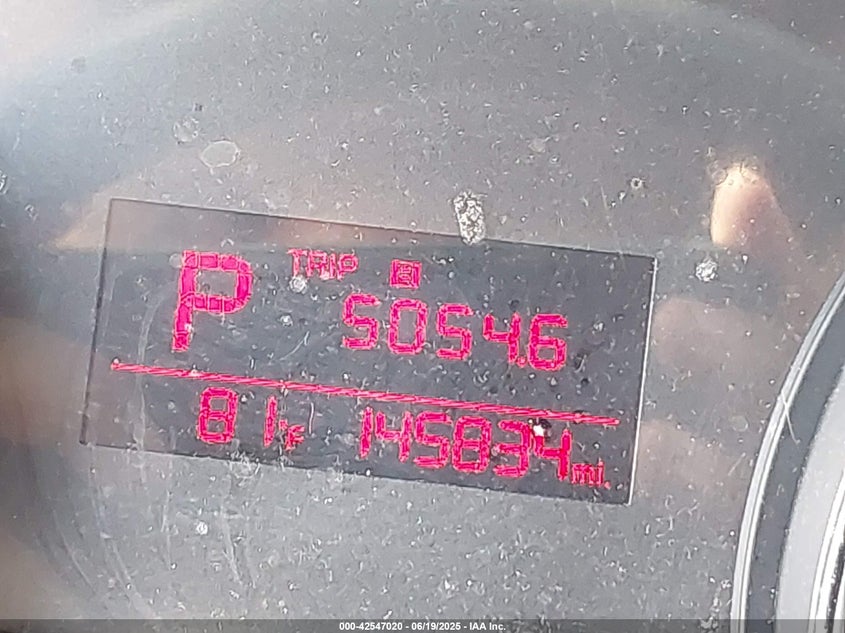 P TRIP B
5054.6
81°F 145834 mi.
000-42547020 - 06/19/2025 - IAA Inc.